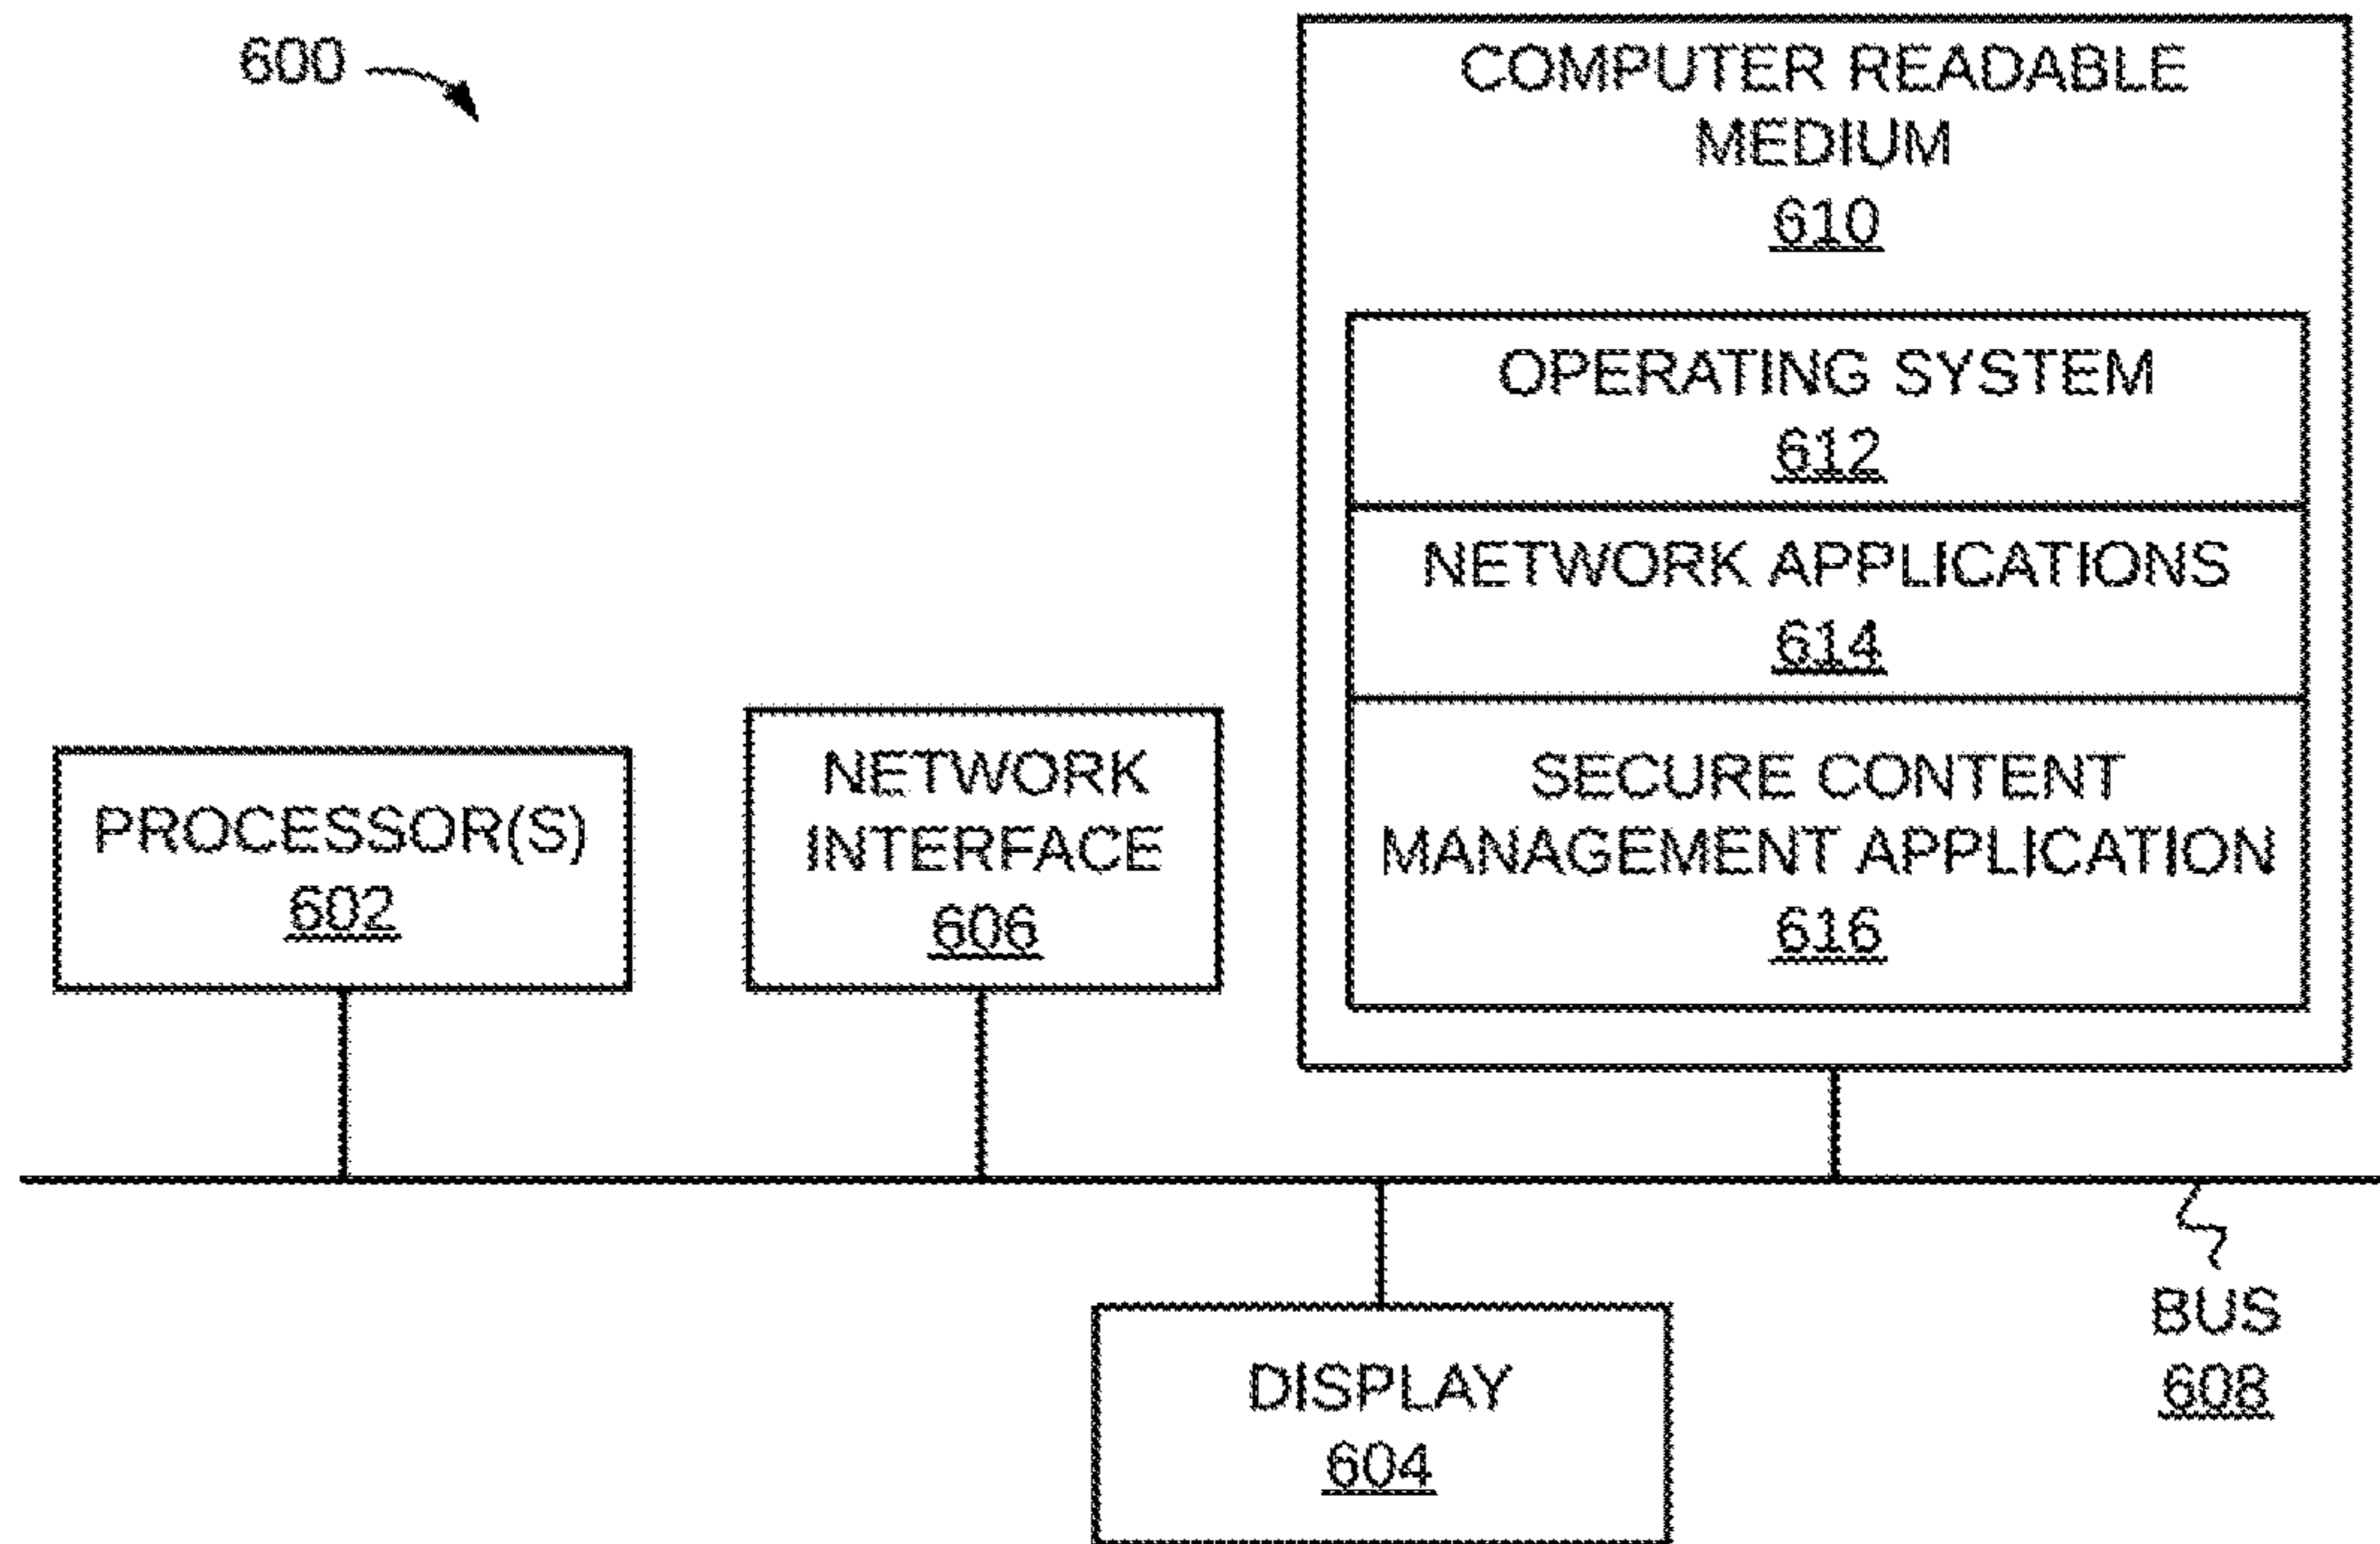 600
COMPUTER READABLE
MEDIUM
610
OPERATING SYSTEM
612
NETWORK APPLICATIONS
614
SECURE CONTENT
MANAGEMENT APPLICATION
616
PROCESSOR(S)
602
NETWORK
INTERFACE
606
DISPLAY
604
BUS
608